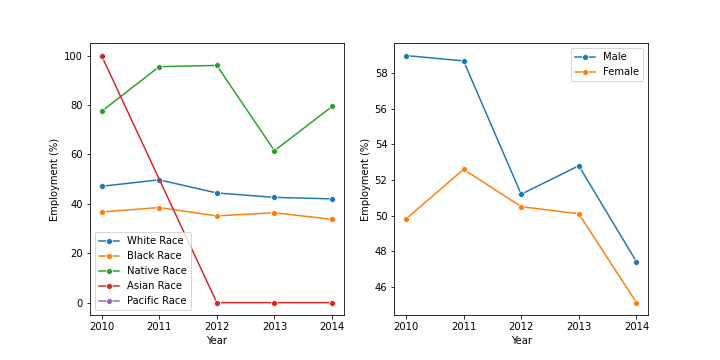 100
80
60
40
20
0
Employment (%)
2010 2011 2012 2013 2014
Year
White Race
Black Race
Native Race
Asian Race
Pacific Race
58
56
54
52
50
48
46
Employment (%)
2010 2011 2012 2013 2014
Year
Male
Female